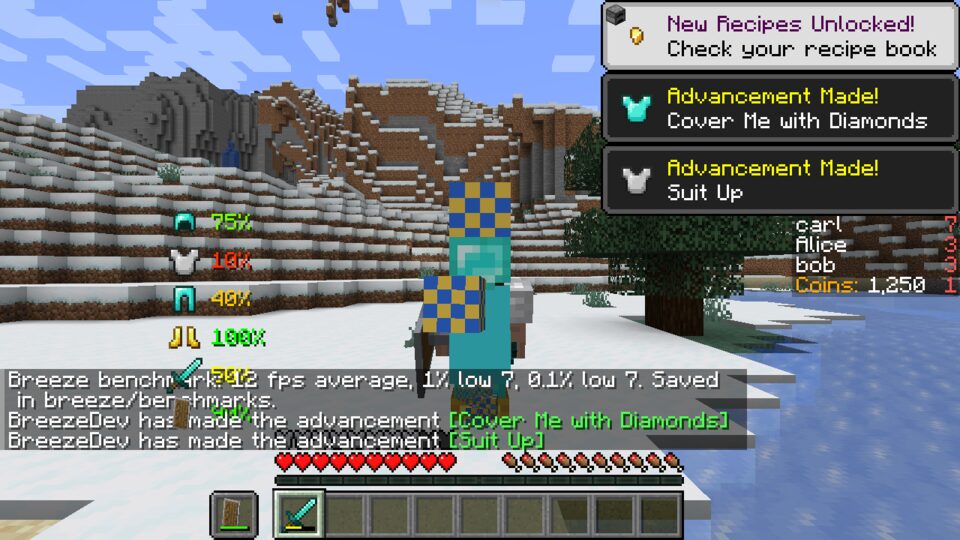 New Recipes Unlocked!
Check your recipe book
Advancement Made!
Cover Me with Diamonds
Advancement Made!
Suit Up
carl 7
Alice 3
bob 3
Coins: 1,250 1
75%
10%
40%
100%
50%
Breeze benchmark: 12 fps average, 1% low 7, 0.1% low 7. Saved
in breeze/benchmarks.
BreezeDev has made the advancement [Cover Me with Diamonds]
BreezeDev has made the advancement [Suit Up]